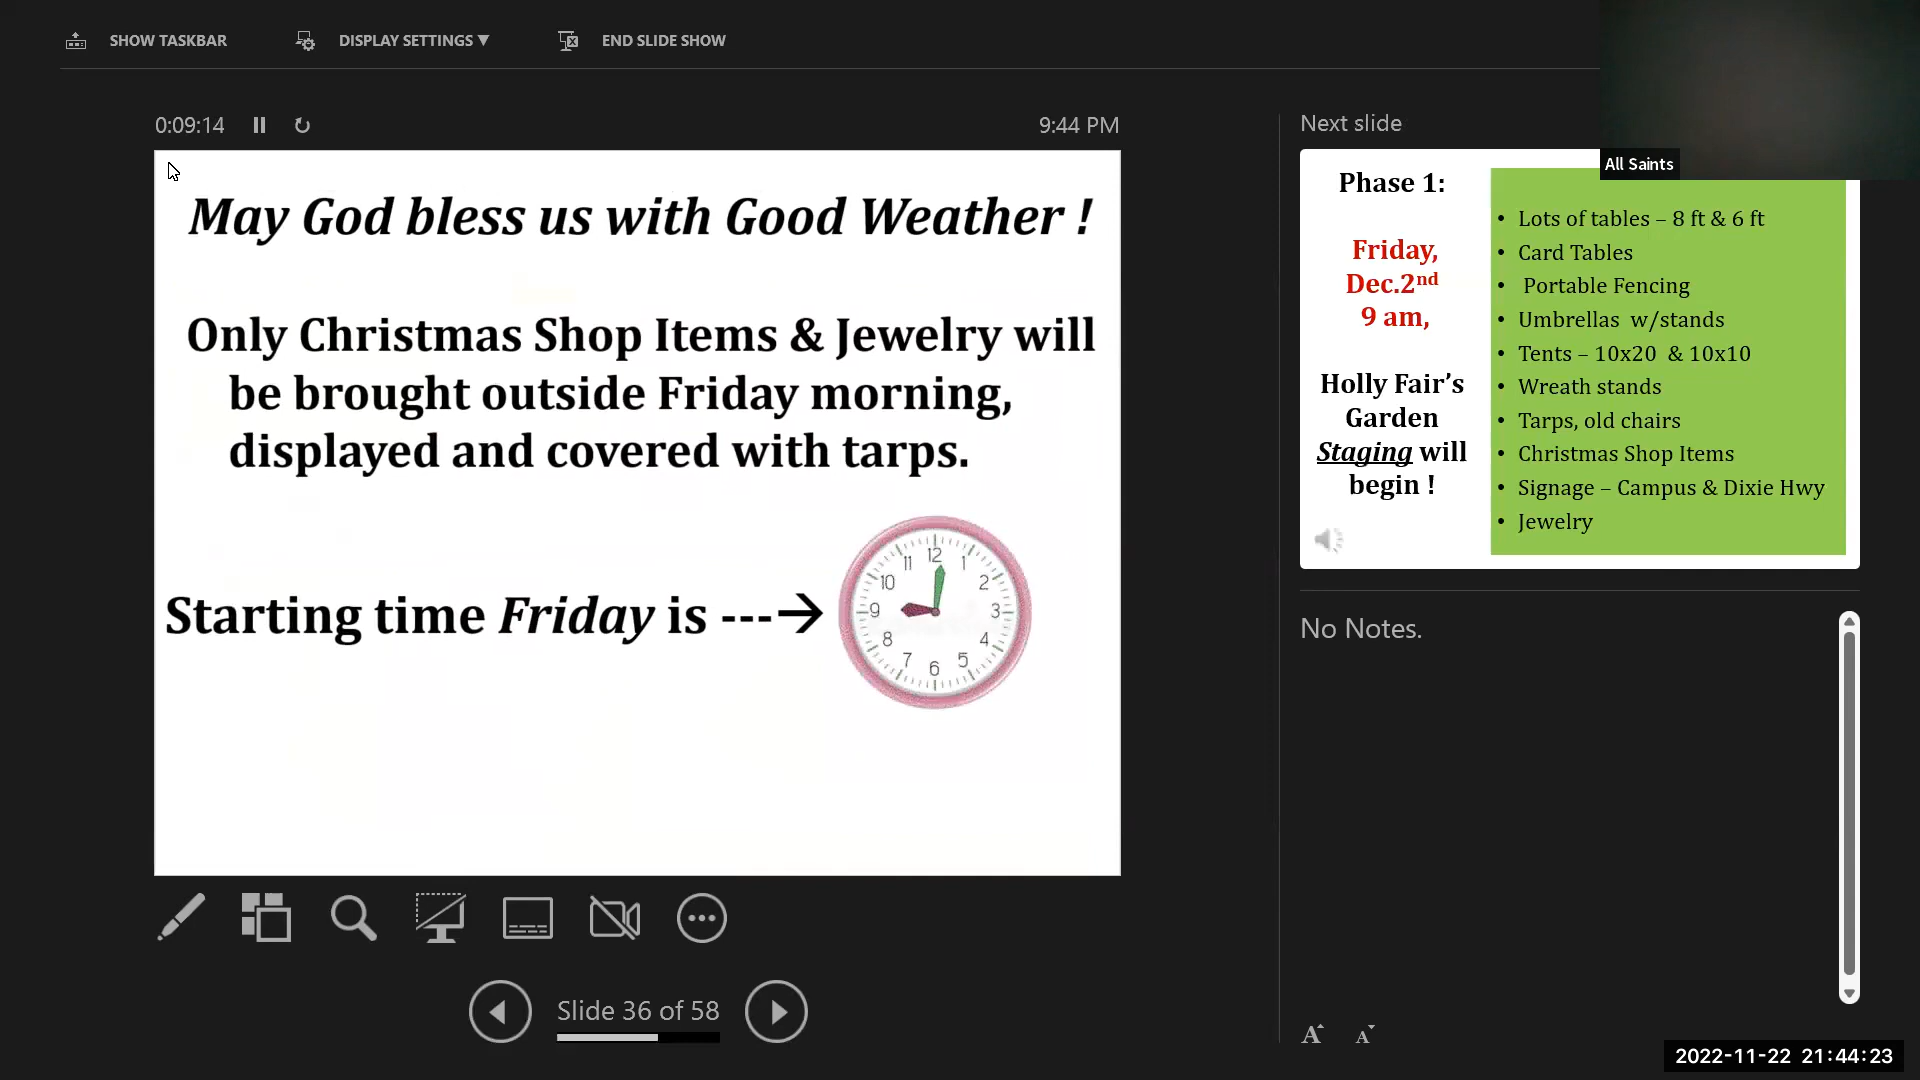 SHOW TASKBAR
DISPLAY SETTINGS ▼
END SLIDE SHOW
0:09:14
9:44 PM
May God bless us with Good Weather !
Only Christmas Shop Items & Jewelry will
be brought outside Friday morning,
displayed and covered with tarps.
Starting time Friday is ---→
12
1
2
3
4
5
6
7
8
9
10
11
Slide 36 of 58
Next slide
All Saints
Phase 1:
Friday,
Dec.2nd
9 am,
Holly Fair’s
Garden
Staging will
begin !
• Lots of tables – 8 ft & 6 ft
• Card Tables
• Portable Fencing
• Umbrellas w/stands
• Tents – 10x20 & 10x10
• Wreath stands
• Tarps, old chairs
• Christmas Shop Items
• Signage – Campus & Dixie Hwy
• Jewelry
No Notes.
A A
2022-11-22 21:44:23